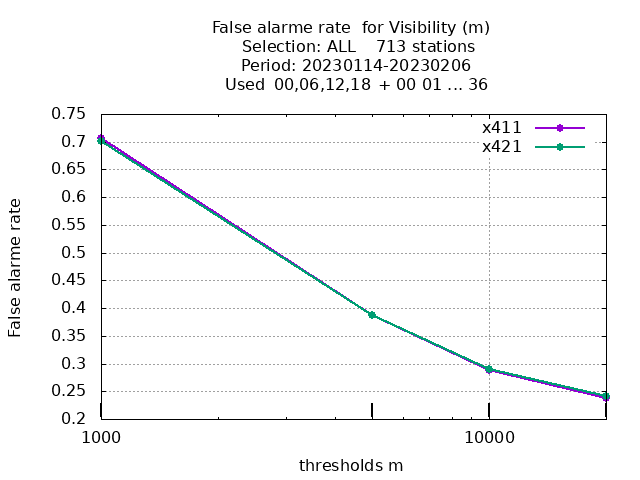 False alarme rate  for Visibility (m)
Selection: ALL    713 stations
Period: 20230114-20230206
Used  00,06,12,18 + 00 01 ... 36
0.75
x411
0.7
x421
0.65
0.6
0.55
0.5
0.45
0.4
0.35
0.3
0.25
0.2
False alarme rate
1000
10000
thresholds m